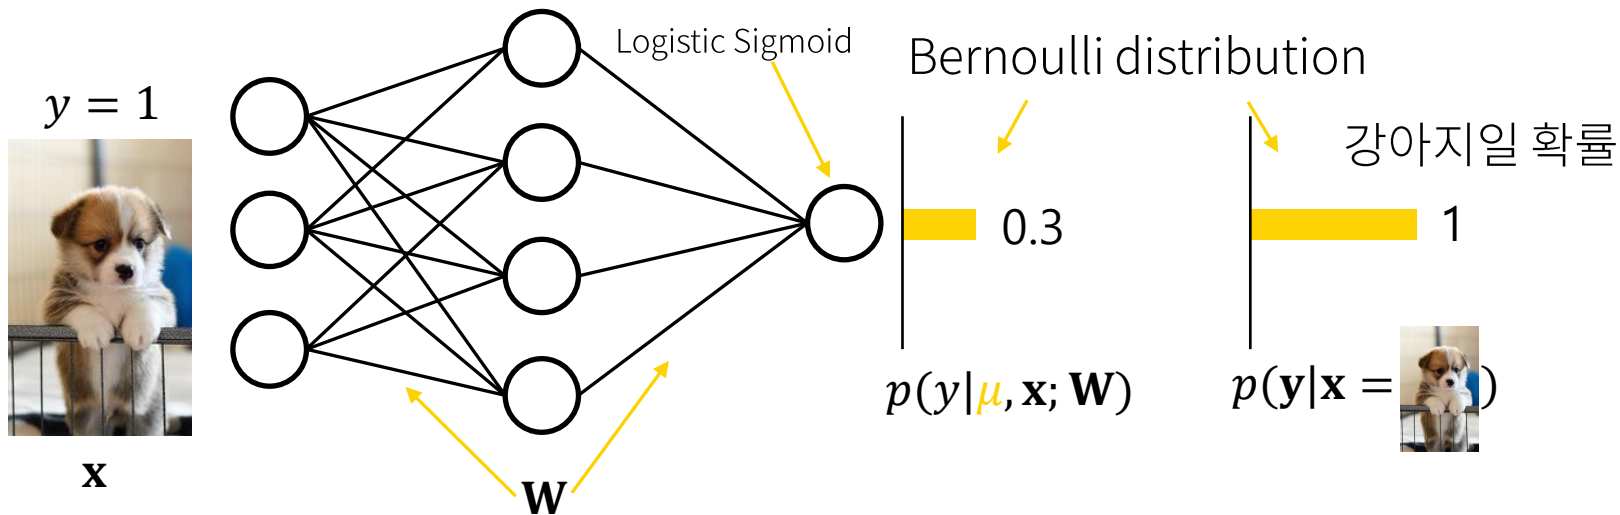 y = 1
x
W
Logistic Sigmoid
Bernoulli distribution
0.3
p(y|μ, x; W)
강아지일 확률
1
p(y|x = )